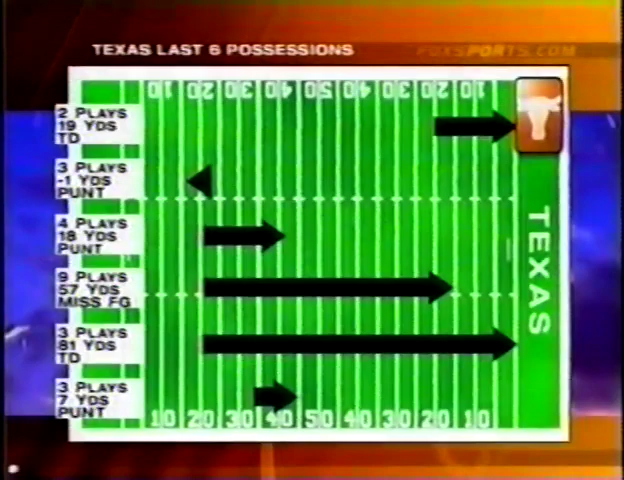 TEXAS LAST 6 POSSESSIONS
FOXSPORTS.COM
10 20 30 40 50 40 30 20 10
2 PLAYS
19 YDS
TD
3 PLAYS
-1 YDS
PUNT
4 PLAYS
18 YDS
PUNT
9 PLAYS
57 YDS
MISS FG
3 PLAYS
81 YDS
TD
3 PLAYS
7 YDS
PUNT
TEXAS
10 20 30 40 50 40 30 20 10